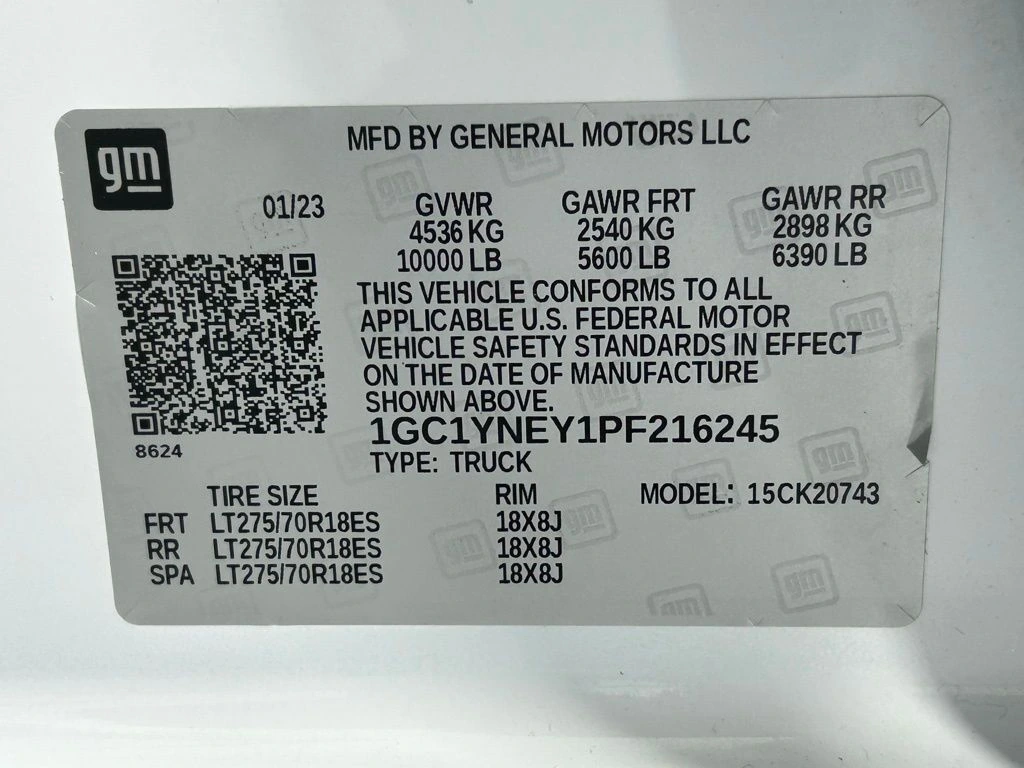 gm
MFD BY GENERAL MOTORS LLC
01/23 GVWR GAWR FRT GAWR RR
4536 KG 2540 KG 2898 KG
10000 LB 5600 LB 6390 LB
THIS VEHICLE CONFORMS TO ALL
APPLICABLE U.S. FEDERAL MOTOR
VEHICLE SAFETY STANDARDS IN EFFECT
ON THE DATE OF MANUFACTURE
SHOWN ABOVE.
8624
1GC1YNEY1PF216245
TYPE: TRUCK
TIRE SIZE RIM MODEL: 15CK20743
FRT LT275/70R18ES 18X8J
RR LT275/70R18ES 18X8J
SPA LT275/70R18ES 18X8J